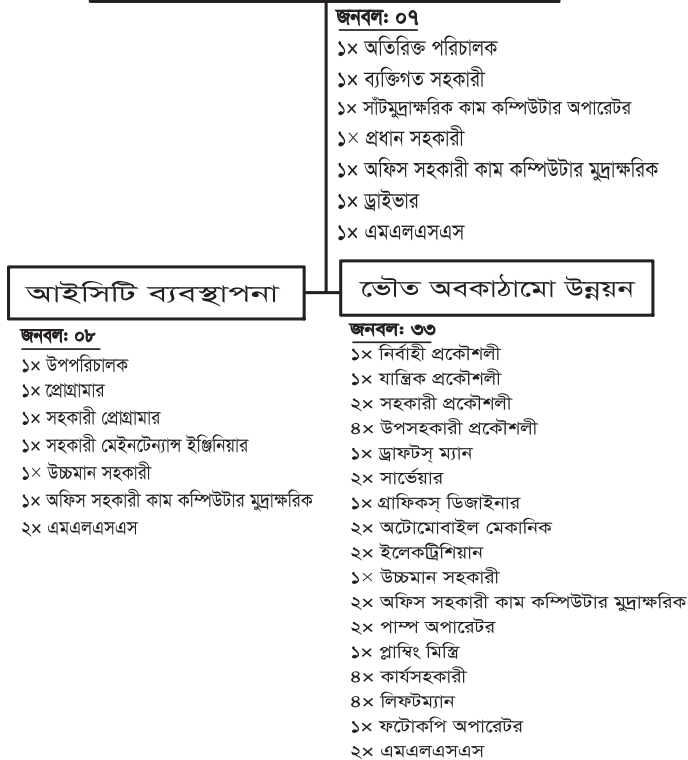 জনবল: ০৭
১× অতিরিক্ত পরিচালক
১× ব্যক্তিগত সহকারী
১× সাঁটমুদ্রাক্ষরিক কাম কম্পিউটার অপারেটর
১× প্রধান সহকারী
১× অফিস সহকারী কাম কম্পিউটার মুদ্রাক্ষরিক
১× ড্রাইভার
১× এমএলএসএস
আইসিটি ব্যবস্থাপনা
জনবল: ০৮
১× উপপরিচালক
১× প্রোগ্রামার
১× সহকারী প্রোগ্রামার
১× সহকারী মেইনটেন্যান্স ইঞ্জিনিয়ার
১× উচ্চমান সহকারী
১× অফিস সহকারী কাম কম্পিউটার মুদ্রাক্ষরিক
২× এমএলএসএস
ভৌত অবকাঠামো উন্নয়ন
জনবল: ৩৩
১× নির্বাহী প্রকৌশলী
১× যান্ত্রিক প্রকৌশলী
২× সহকারী প্রকৌশলী
৪× উপসহকারী প্রকৌশলী
১× ড্রাফটস্ ম্যান
২× সার্ভেয়ার
১× গ্রাফিকস্ ডিজাইনার
২× অটোমোবাইল মেকানিক
২× ইলেকট্রিশিয়ান
১× উচ্চমান সহকারী
২× অফিস সহকারী কাম কম্পিউটার মুদ্রাক্ষরিক
২× পাম্প অপারেটর
১× প্লাম্বিং মিস্ত্রি
৪× কার্যসহকারী
৪× লিফটম্যান
১× ফটোকপি অপারেটর
২× এমএলএসএস